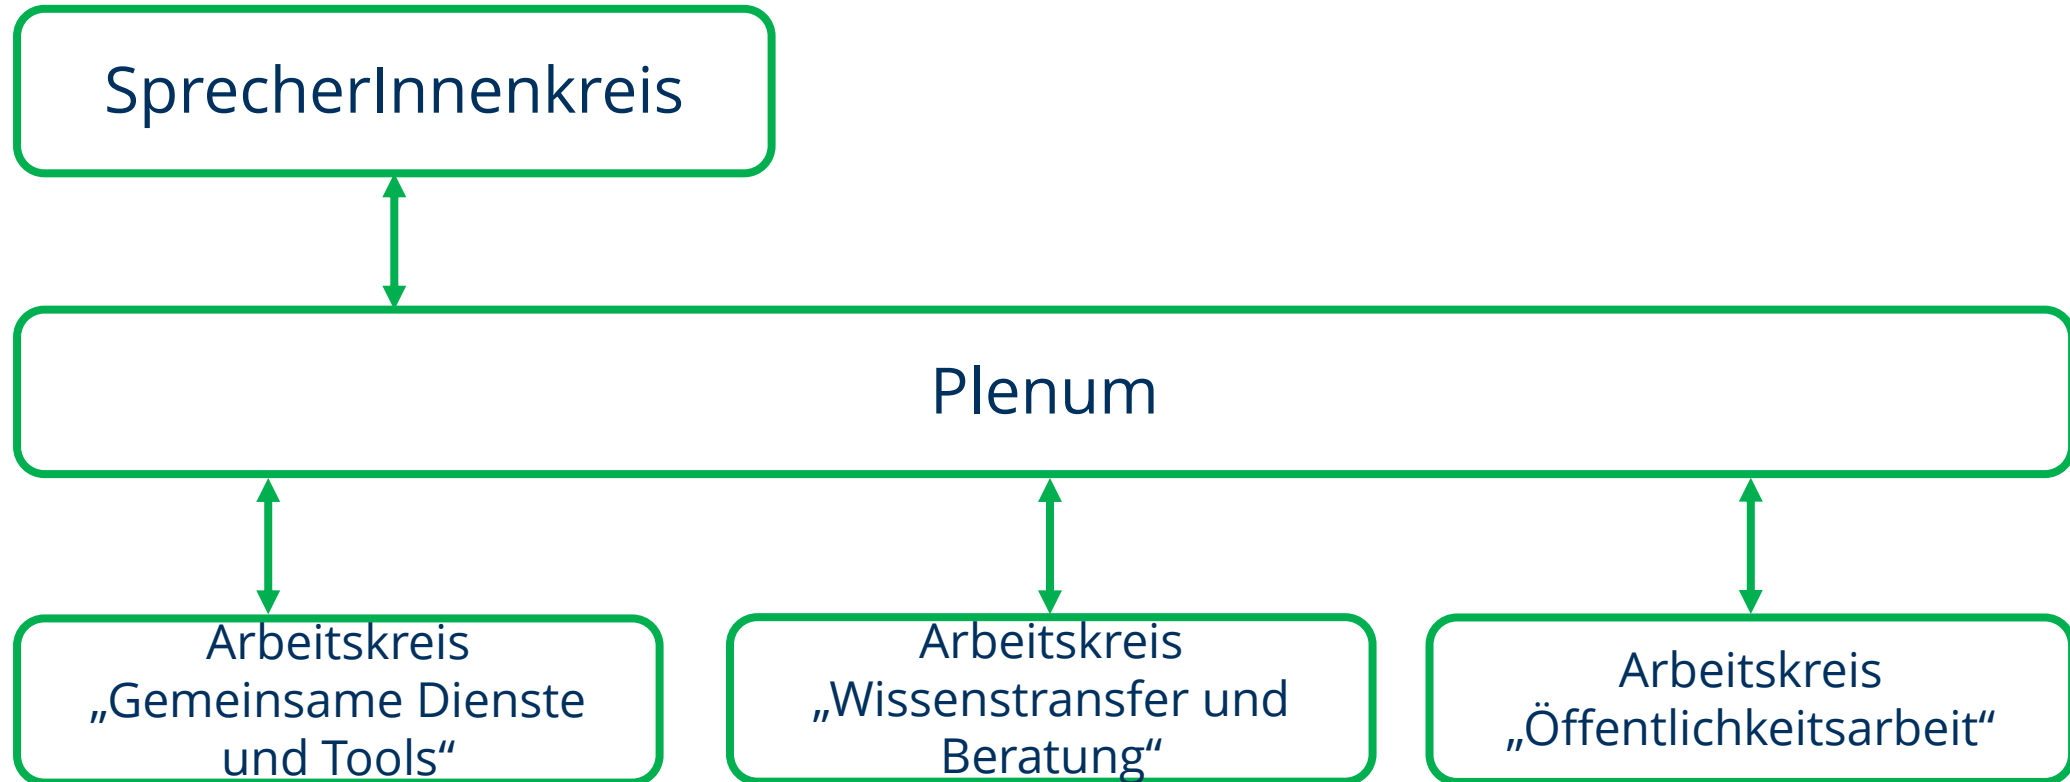 SprecherInnenkreis
Plenum
Arbeitskreis
„Gemeinsame Dienste
und Tools“
Arbeitskreis
„Wissenstransfer und
Beratung“
Arbeitskreis
„Öffentlichkeitsarbeit“